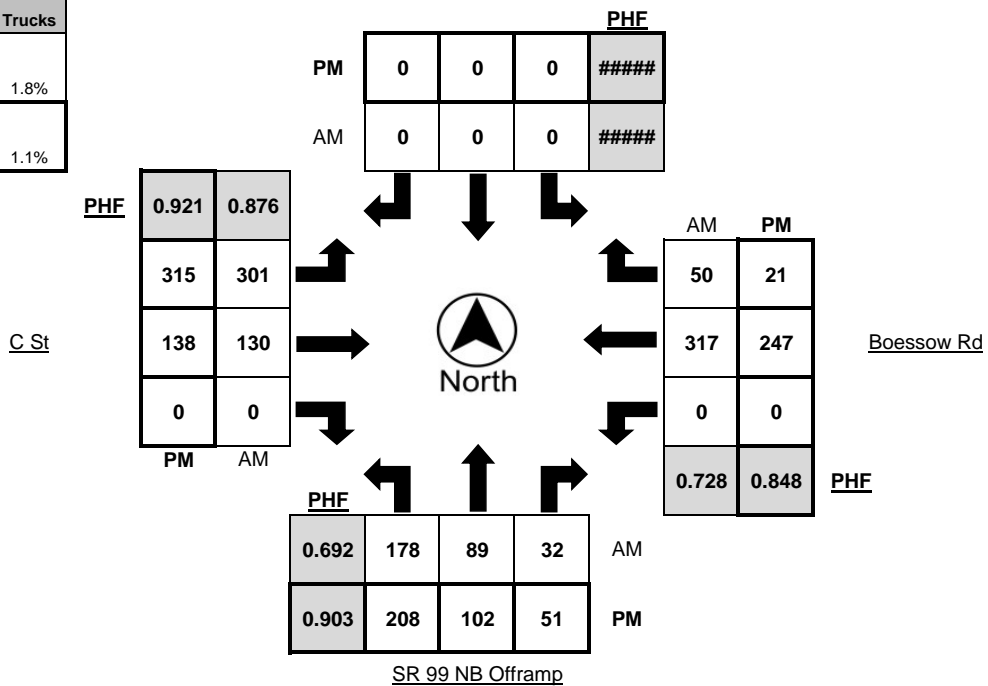 Trucks
1.8%
1.1%
PHF
PM 0 0 0 #####
AM 0 0 0 #####
PHF 0.921 0.876
315 301
C St 138 130
0 0
PM AM
North
AM PM
50 21
317 247 Boessow Rd
0 0
0.728 0.848 PHF
PHF
0.692 178 89 32 AM
0.903 208 102 51 PM
SR 99 NB Offramp